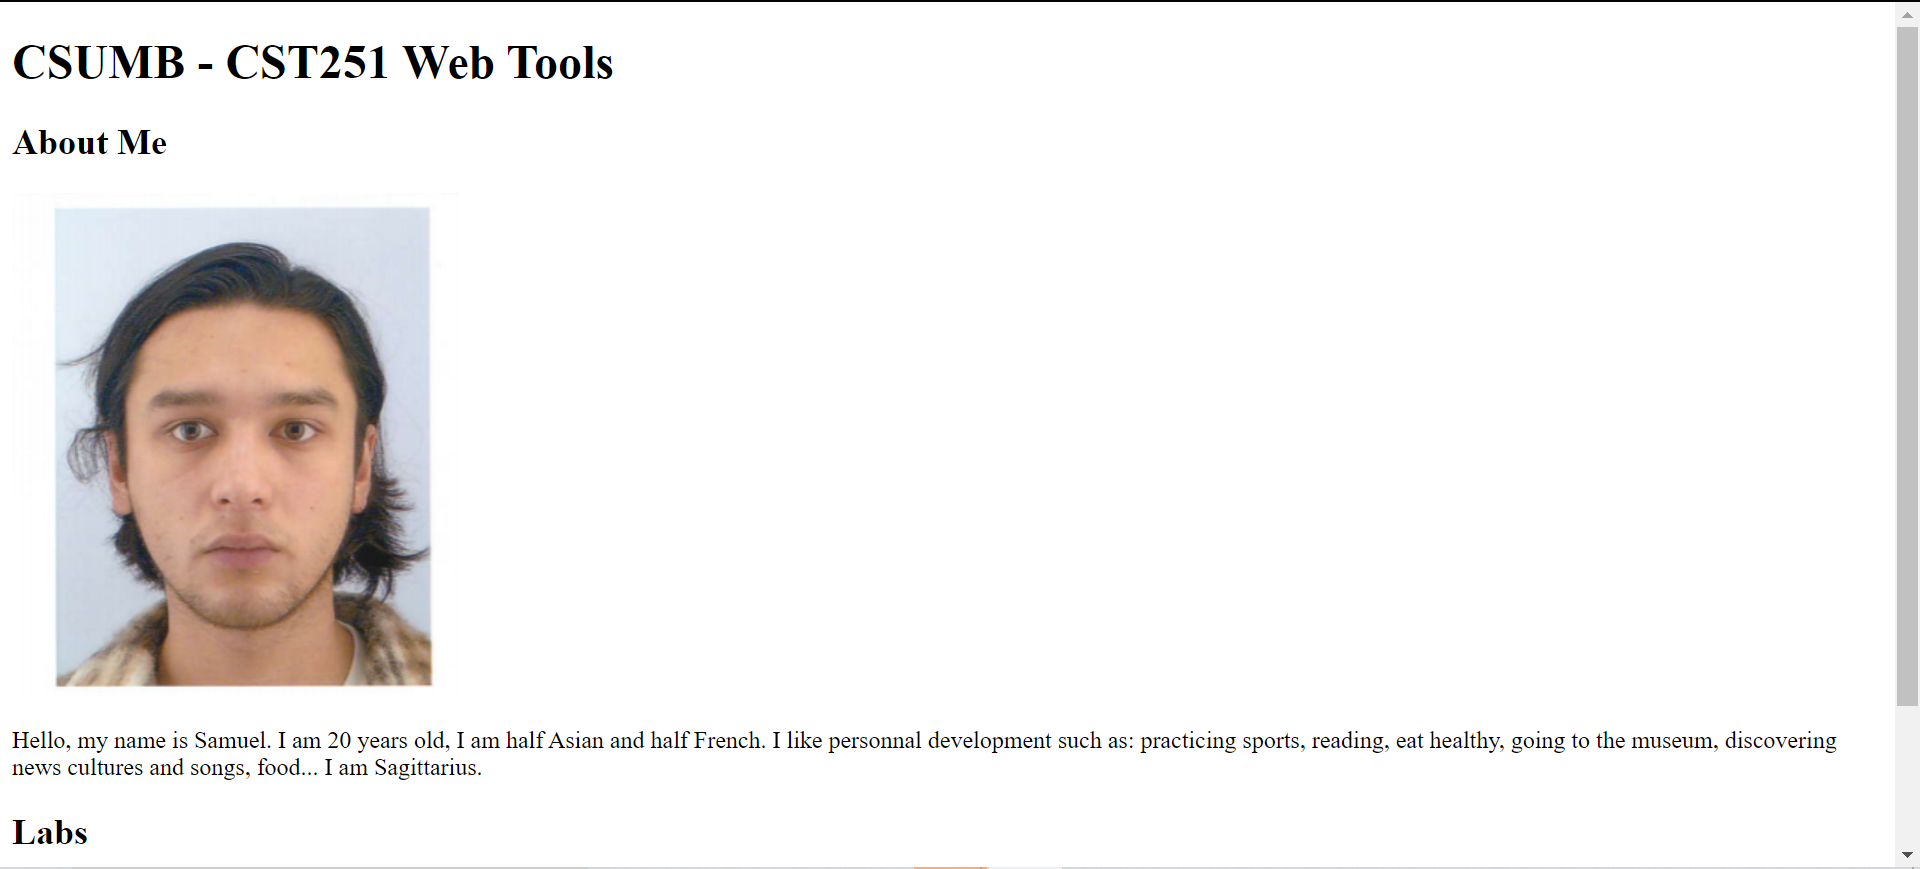 CSUMB - CST251 Web Tools
About Me
Hello, my name is Samuel. I am 20 years old, I am half Asian and half French. I like personnal development such as: practicing sports, reading, eat healthy, going to the museum, discovering
news cultures and songs, food... I am Sagittarius.
Labs